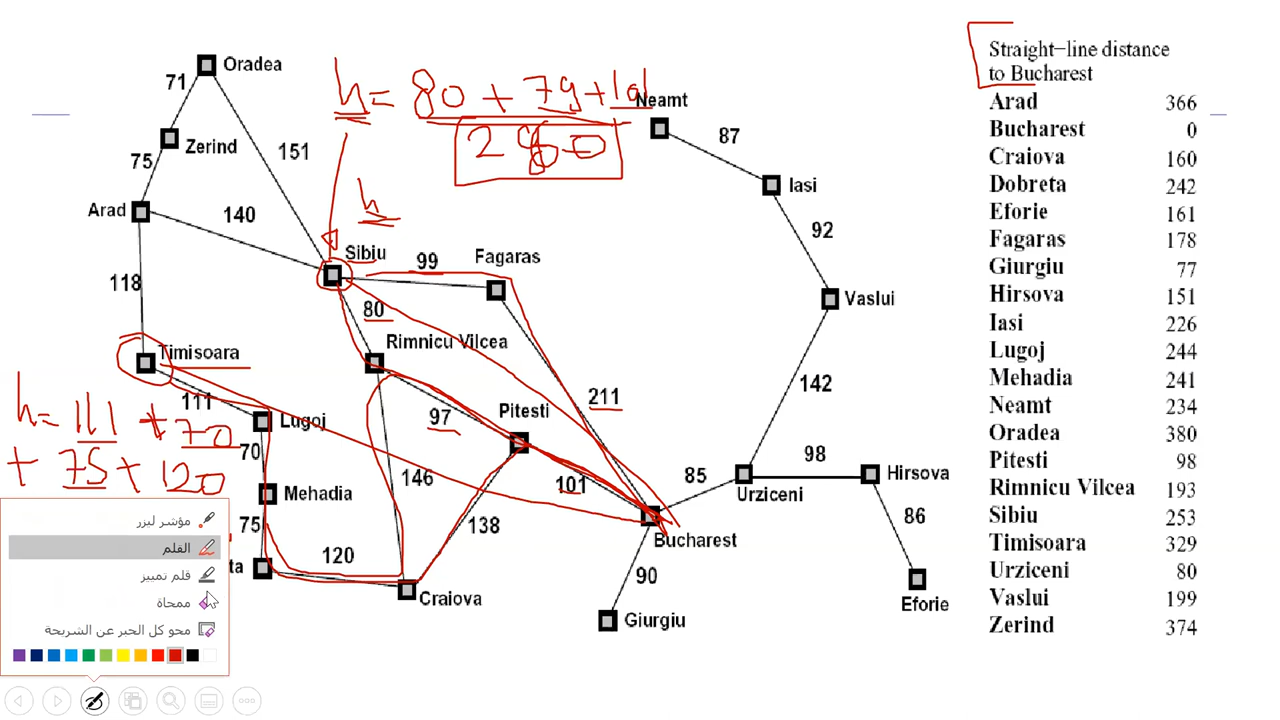 Straight-line distance
to Bucharest
Arad 366
Bucharest 0
Craiova 160
Dobreta 242
Eforie 161
Fagaras 178
Giurgiu 77
Hirsova 151
Iasi 226
Lugoj 244
Mehadia 241
Neamt 234
Oradea 380
Pitesti 98
Rimnicu Vilcea 193
Sibiu 253
Timisoara 329
Urziceni 80
Vaslui 199
Zerind 374
Oradea
71
Zerind
75
151
Arad
140
118
h = 80 + 79 + 101
280
h
Neamt
87
Iasi
92
Vaslui
142
Sibiu
99
Fagaras
80
Rimnicu Vilcea
Timisoara
111
Lugoj
211
97
Pitesti
h = 111 + 70
+ 75 + 120
70
Mehadia
146
101
85
98
Hirsova
Urziceni
86
75
138
120
ta
Craiova
Bucharest
90
Giurgiu
Eforie
مؤشر ليزر
القلم
قلم تمييز
ممحاة
محو كل الحبر عن الشريحة